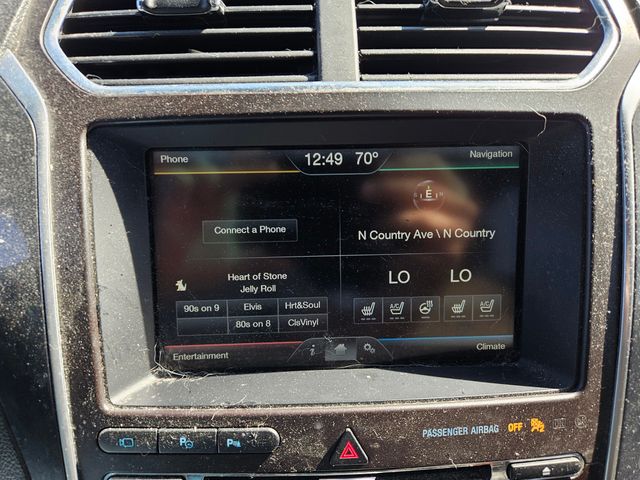 Phone 12:49 70° Navigation
S E N
Connect a Phone
N Country Ave \ N Country
Heart of Stone
Jelly Roll
LO LO
90s on 9 Elvis Hrt&Soul
80s on 8 ClsVinyl
A/C A/C
Entertainment i Climate
PASSENGER AIRBAG OFF